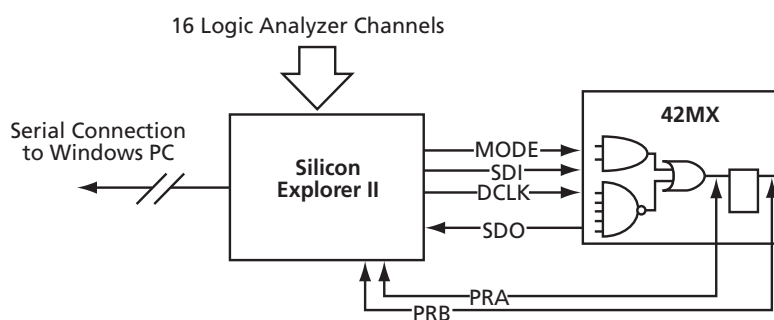 16 Logic Analyzer Channels
Serial Connection
to Windows PC
Silicon
Explorer II
MODE
SDI
DCLK
SDO
42MX
PRA
PRB